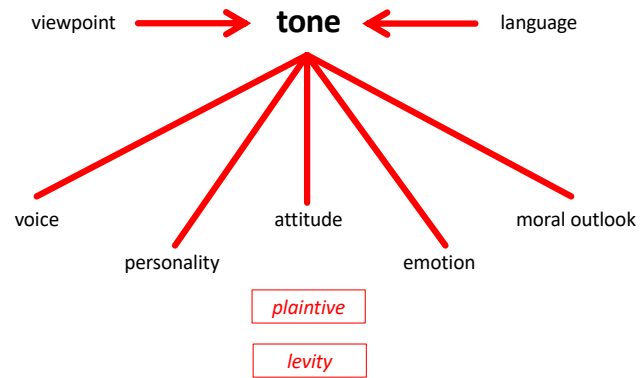 viewpoint tone language
voice attitude moral outlook
personality emotion
plaintive
levity